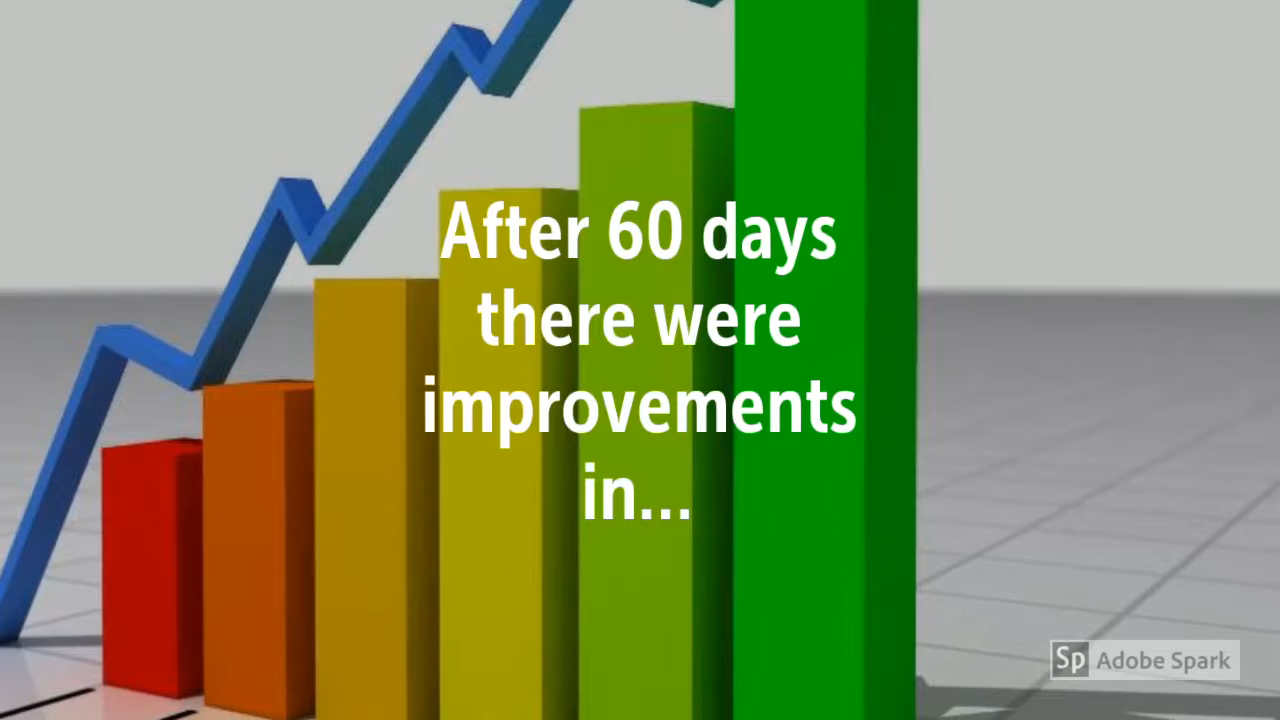 After 60 days
there were
improvements
in...
Sp Adobe Spark